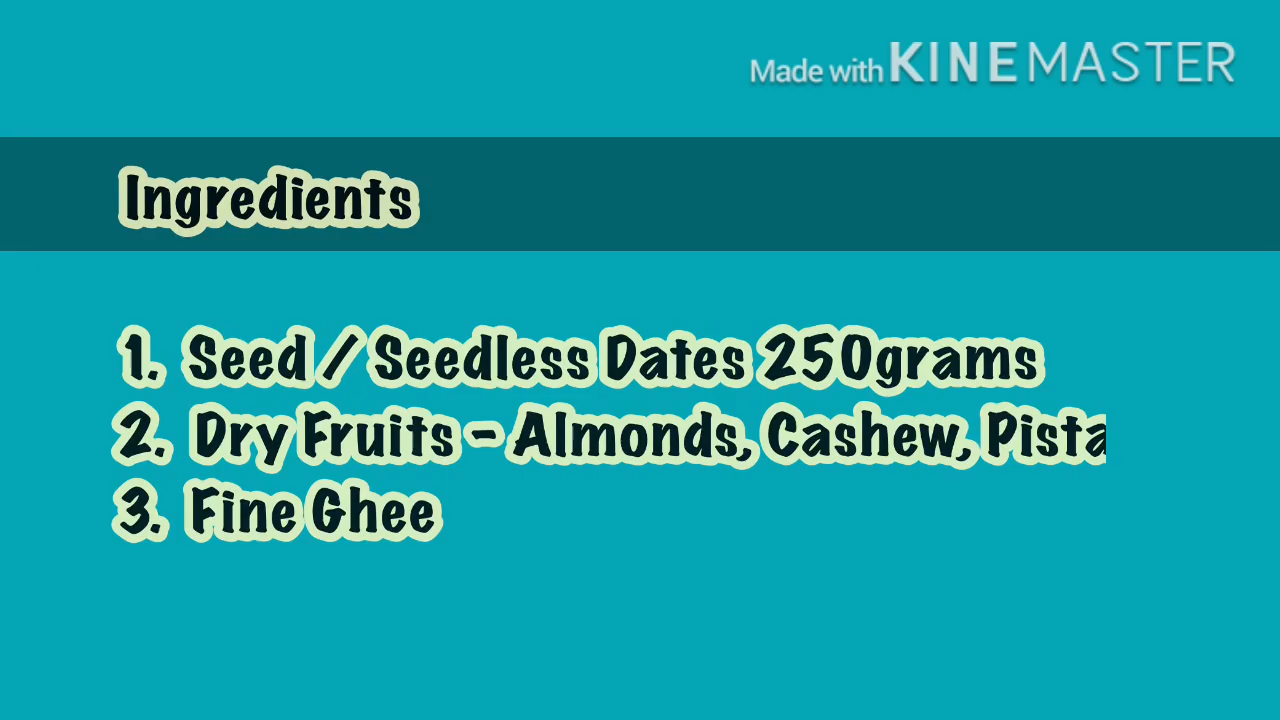 Made with KINEMASTER
Ingredients
1. Seed / Seedless Dates 250grams
2. Dry Fruits - Almonds, Cashew, Pista
3. Fine Ghee